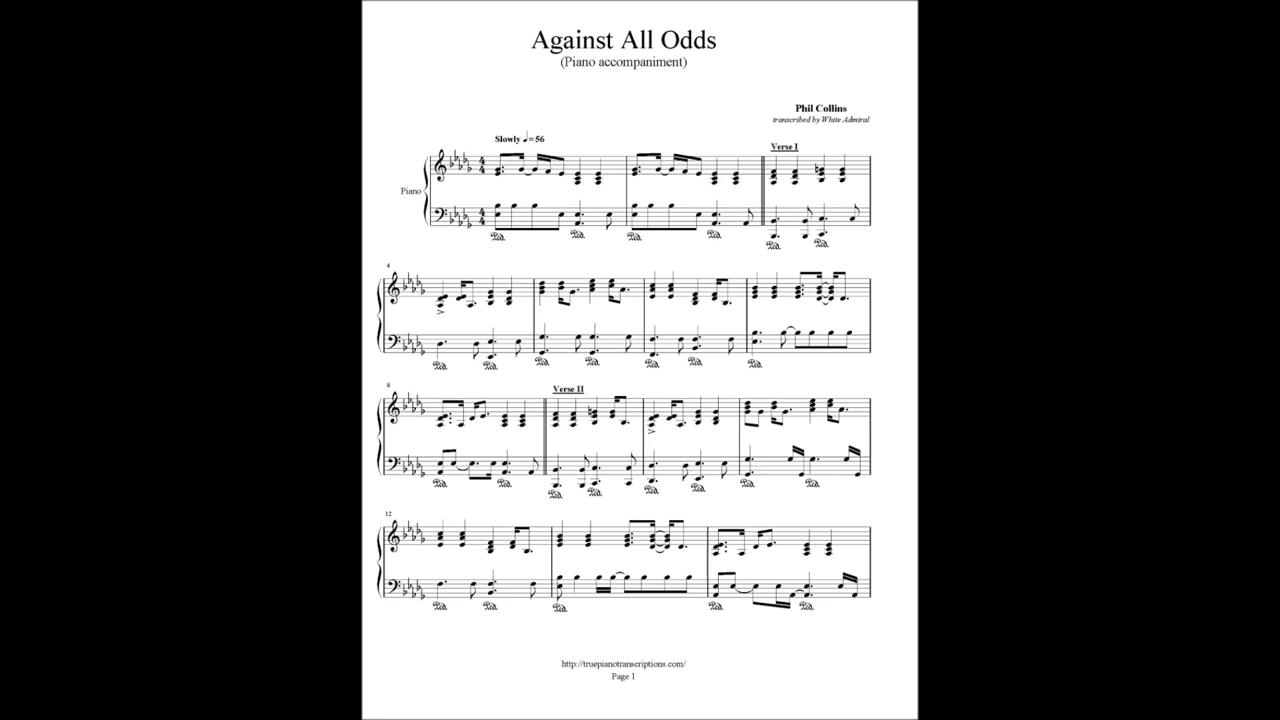 Against All Odds
(Piano accompaniment)
Phil Collins
transcribed by White Admiral
Slowly ♩= 56
Verse I
Piano
4
8
Verse II
12
http://truepianotranscriptions.com/
Page 1